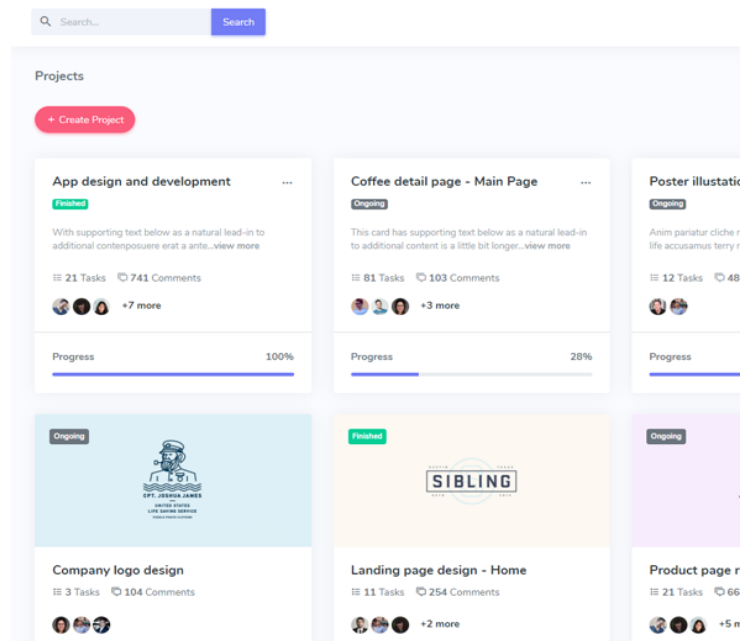 Search...
Search
Projects
+ Create Project
App design and development
Finished
With supporting text below as a natural lead-in to
additional contenposuere erat a ante...view more
21 Tasks 741 Comments
+7 more
Progress 100%
Coffee detail page - Main Page
Ongoing
This card has supporting text below as a natural lead-in
to additional content is a little bit longer...view more
81 Tasks 103 Comments
+3 more
Progress 28%
Poster illustatio
Ongoing
Anim pariatur cliche r
life accusamus terry r
12 Tasks 48
Progress
Ongoing
CPT. JOSHUA JAMES
UNITED STATES
LIFE SAVING SERVICE
Company logo design
3 Tasks 104 Comments
Finished
SIBLING
Landing page design - Home
11 Tasks 254 Comments
+2 more
Ongoing
Product page r
21 Tasks 66
+5 m